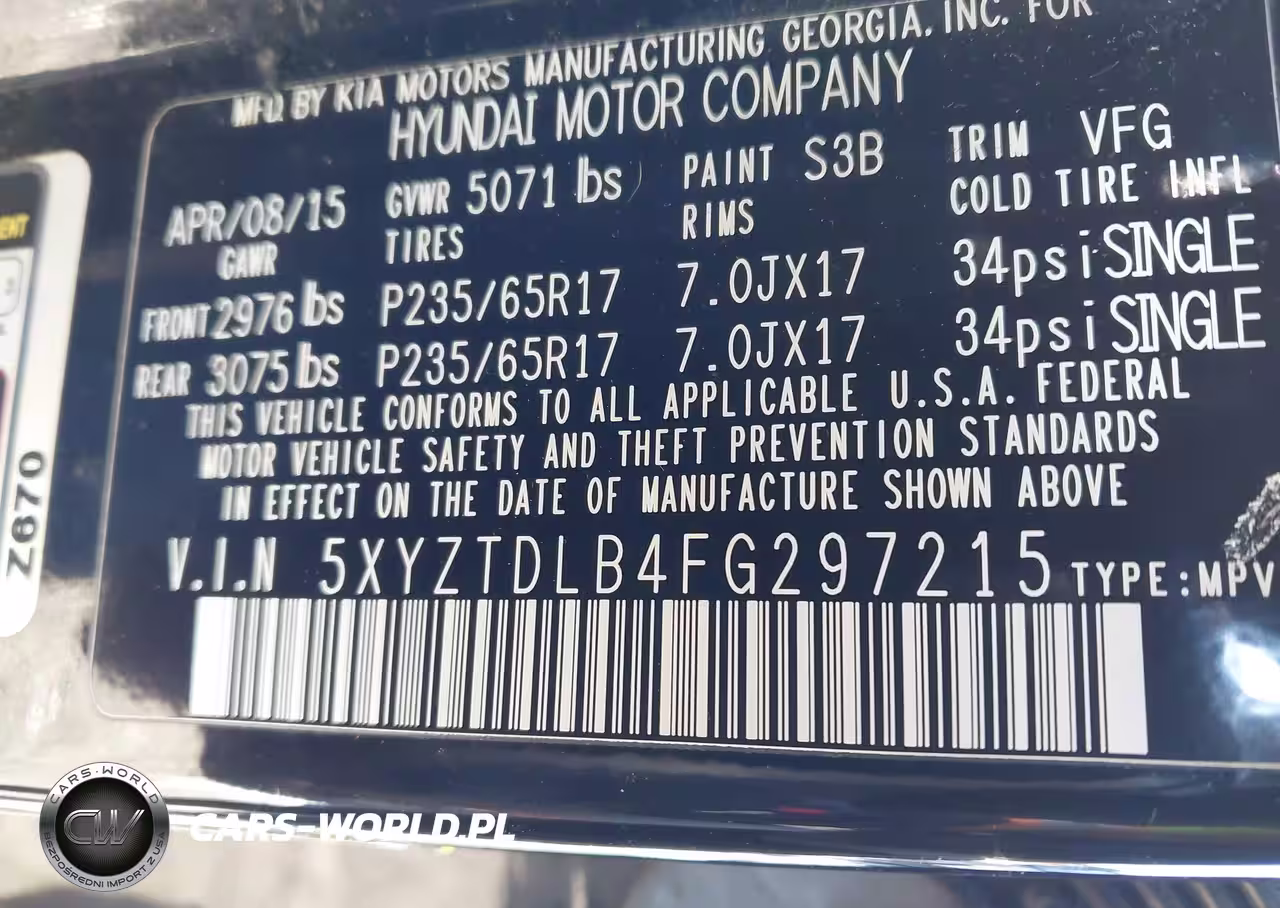 MFD. BY KIA MOTORS MANUFACTURING GEORGIA, INC. FOR
HYUNDAI MOTOR COMPANY
APR/08/15 GVWR 5071 lbs PAINT S3B TRIM VFG
GAWR TIRES RIMS COLD TIRE INFL
FRONT 2976 lbs P235/65R17 7.0JX17 34psi SINGLE
REAR 3075 lbs P235/65R17 7.0JX17 34psi SINGLE
THIS VEHICLE CONFORMS TO ALL APPLICABLE U.S.A. FEDERAL
MOTOR VEHICLE SAFETY AND THEFT PREVENTION STANDARDS
IN EFFECT ON THE DATE OF MANUFACTURE SHOWN ABOVE
V.I.N 5XYZTDLB4FG297215 TYPE:MPV
Z670
CARS-WORLD
CW
BEZPOŚREDNI IMPORT Z USA
CARS-WORLD.PL